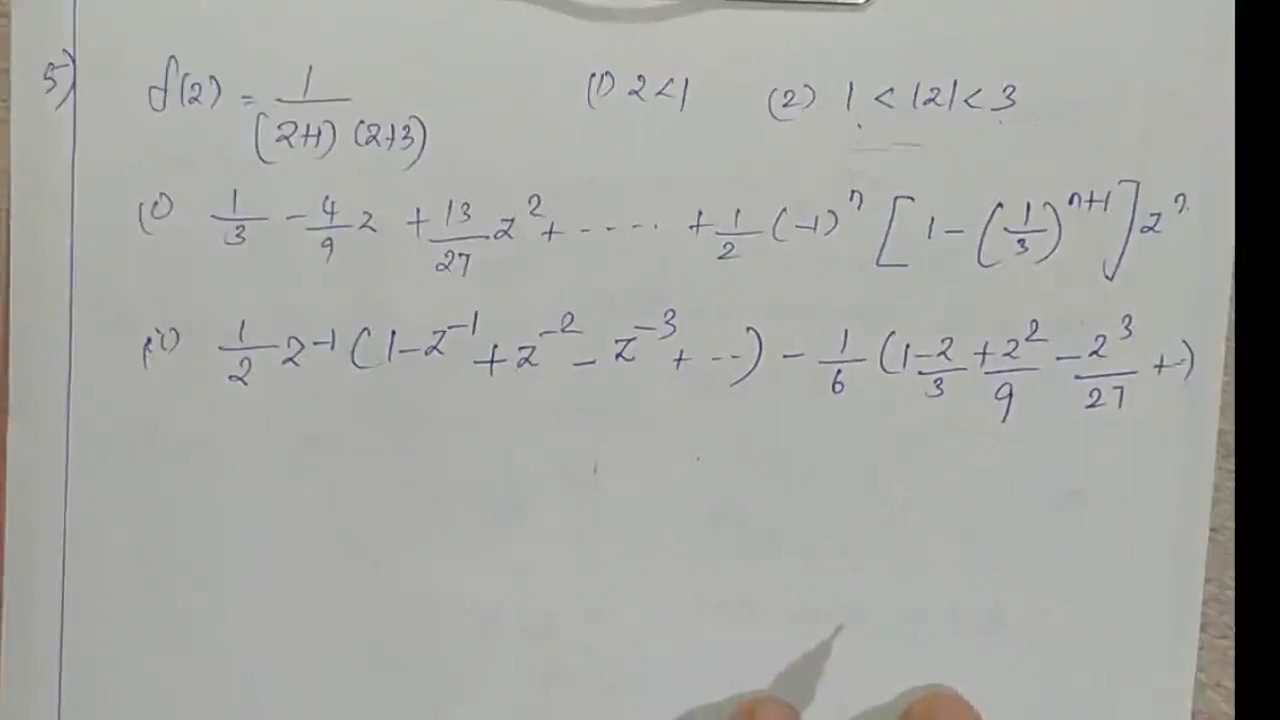 5) f(z) = 1/((z+1)(z+3)) (1) z<1 (2) 1 < |z| < 3
(i) 1/3 - 4/9 z + 13/27 z² + ..... + 1/2 (-1)ⁿ [1 - (1/3)ⁿ⁺¹] zⁿ
(ii) 1/2 z⁻¹ (1 - z⁻¹ + z⁻² - z⁻³ + ...) - 1/6 (1 - z/3 + z²/9 - z³/27 + ..)